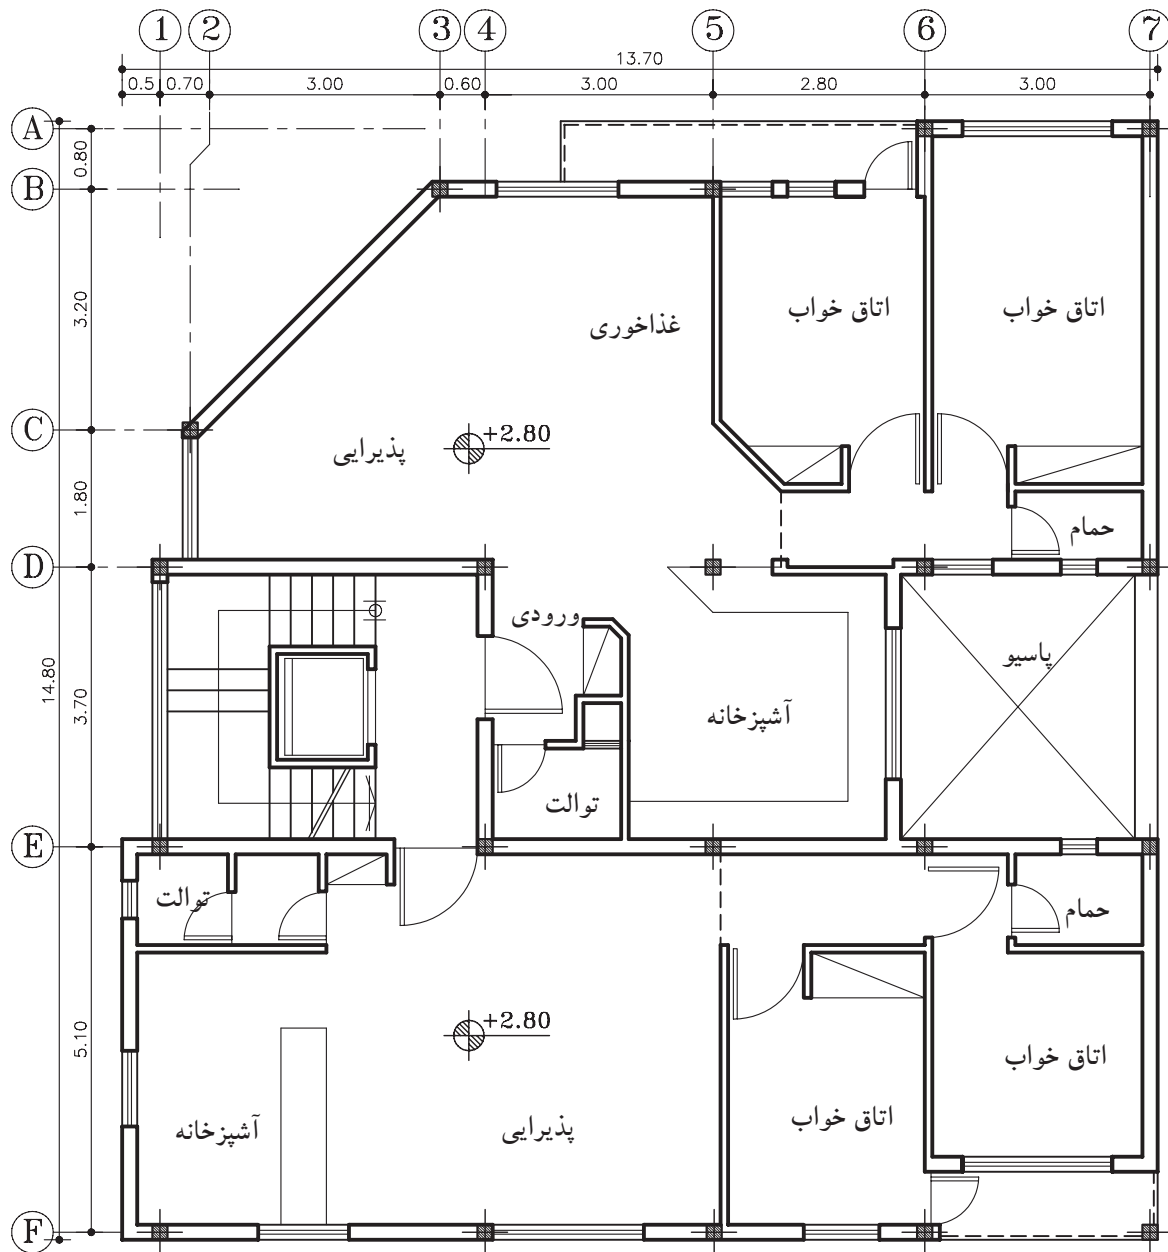 1 2 3 4 5 6 7
13.70
0.5 0.70 3.00 0.60 3.00 2.80 3.00
A
0.80
B
3.20
اتاق خواب
اتاق خواب
غذاخوری
C
+2.80
پذیرایی
1.80
حمام
D
ورودی
پاسیو
14.80
3.70
آشپزخانه
توالت
E
توالت
حمام
+2.80
5.10
اتاق خواب
آشپزخانه
پذیرایی
اتاق خواب
F